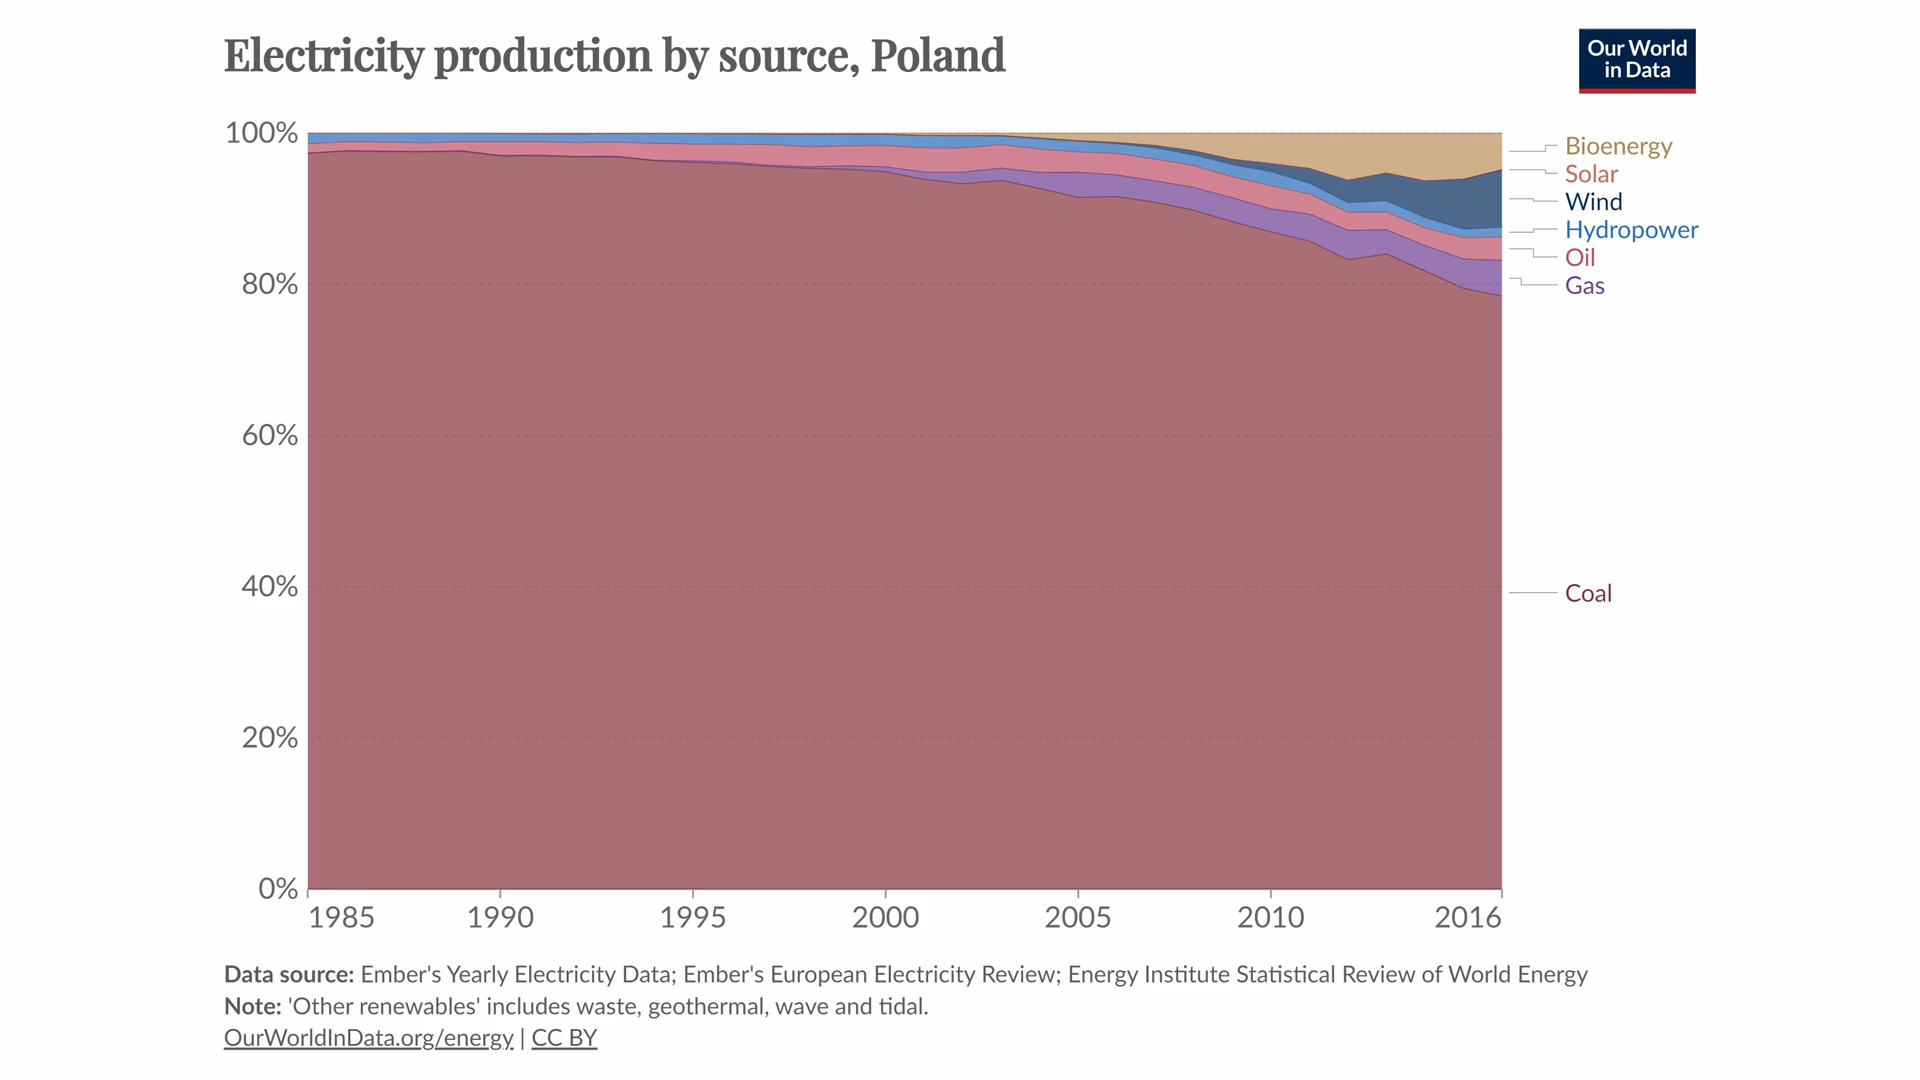 Electricity production by source, Poland
Our World
in Data
100%
80%
60%
40%
20%
0%
Bioenergy
Solar
Wind
Hydropower
Oil
Gas
Coal
1985
1990
1995
2000
2005
2010
2016
Data source: Ember's Yearly Electricity Data; Ember's European Electricity Review; Energy Institute Statistical Review of World Energy
Note: 'Other renewables' includes waste, geothermal, wave and tidal.
OurWorldInData.org/energy | CC BY